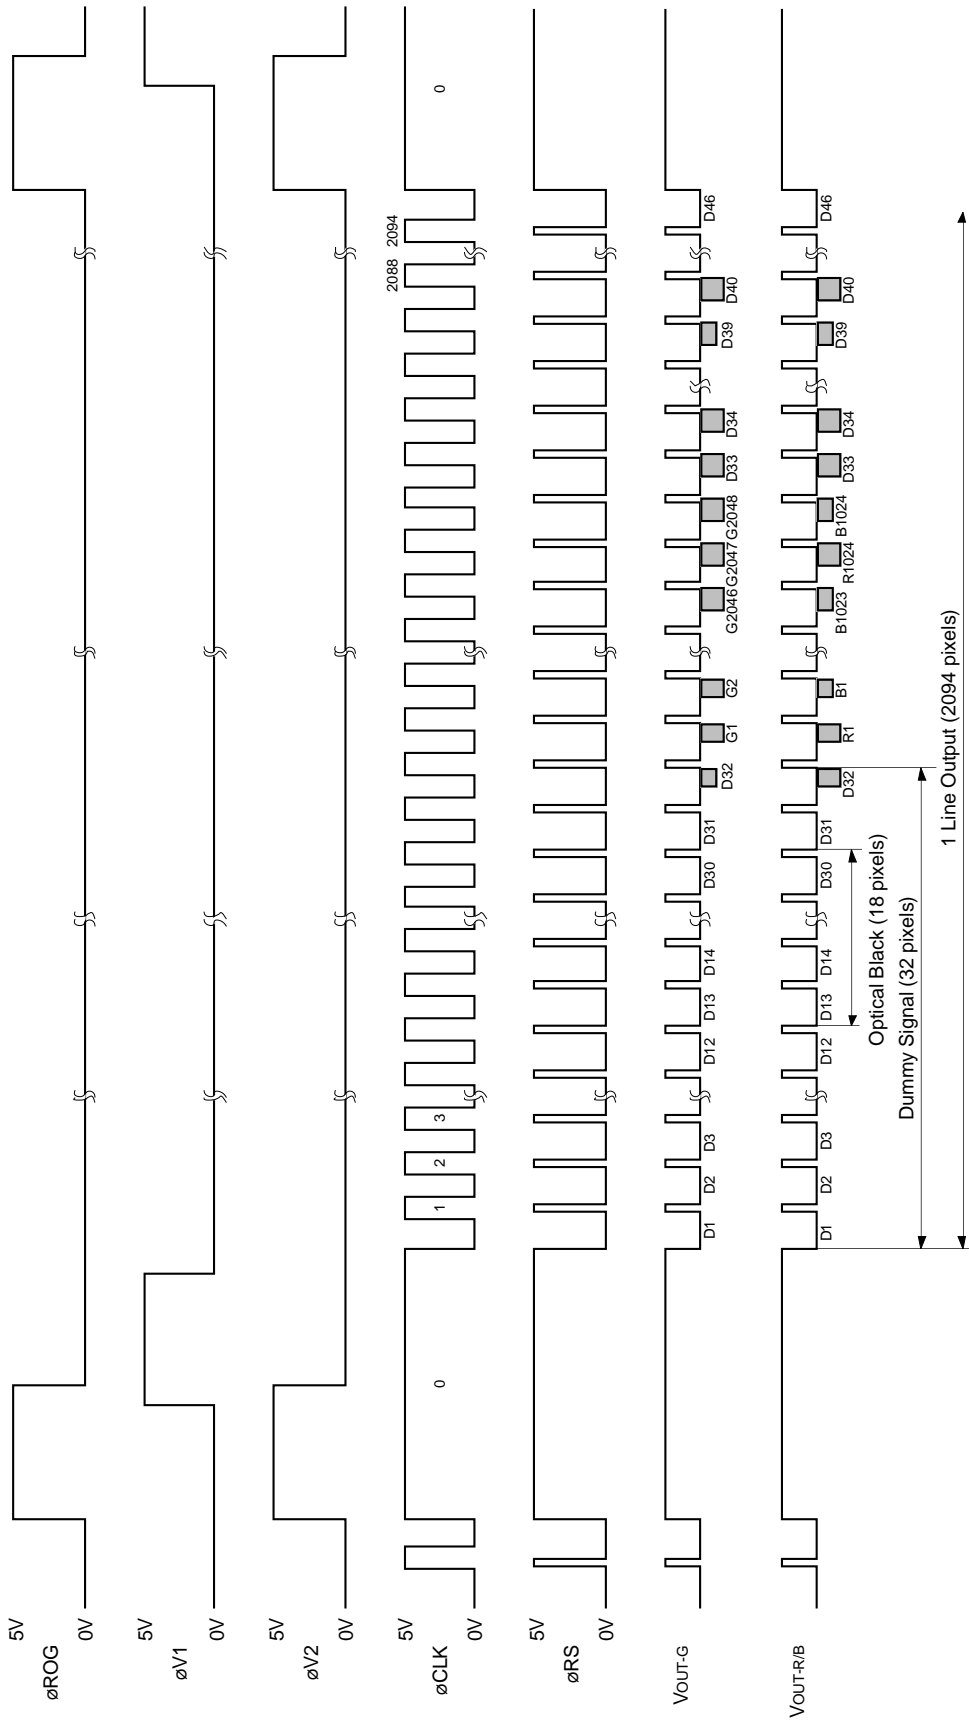 5V
øROG
0V
5V
øV1
0V
5V
øV2
0V
5V
øCLK
0V
0
1
2
3
2088
2094
0
5V
øRS
0V
VOUT-G
D1
D2
D3
D12
D13
D14
D30
D31
D32
G1
G2
G2046
G2047
G2048
D33
D34
D39
D40
D46
VOUT-R/B
D1
D2
D3
D12
D13
D14
D30
D31
D32
R1
B1
B1023
R1024
B1024
D33
D34
D39
D40
D46
Optical Black (18 pixels)
Dummy Signal (32 pixels)
1 Line Output (2094 pixels)